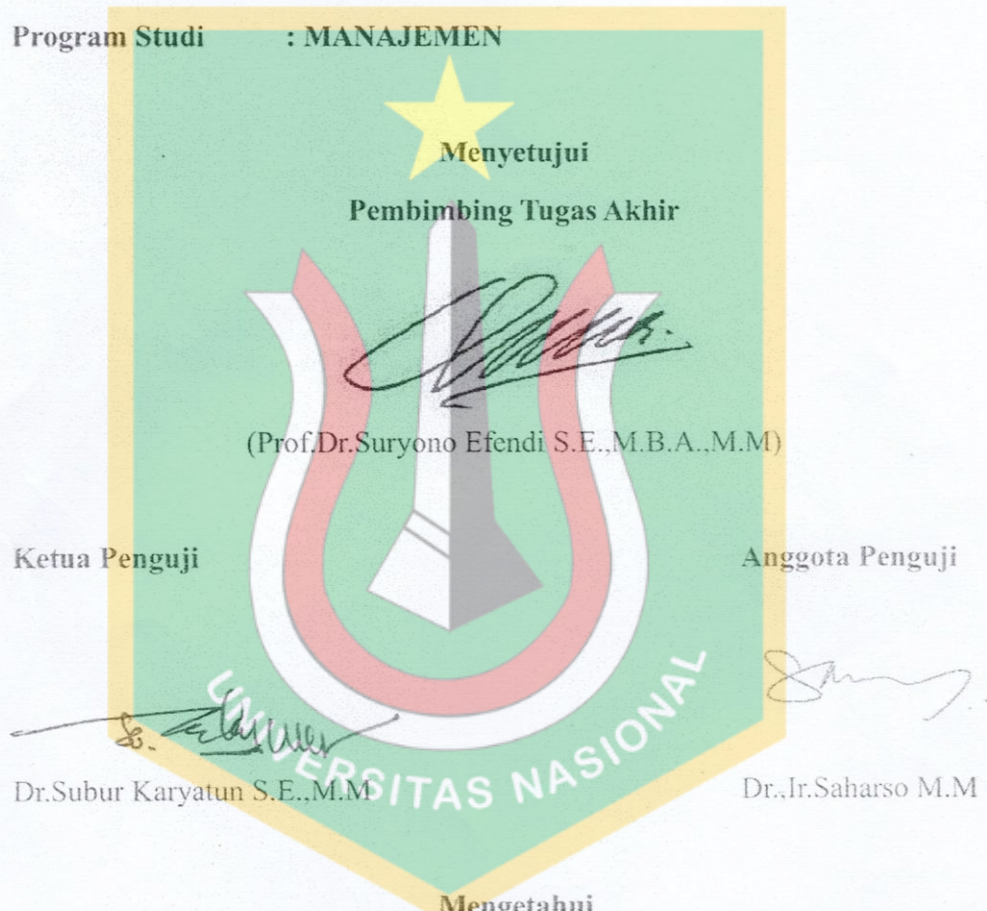 Program Studi : MANAJEMEN
Menyetujui
Pembimbing Tugas Akhir
(Prof.Dr.Suryono Efendi S.E.,M.B.A.,M.M)
Ketua Penguji Anggota Penguji
Dr.Subur Karyatun S.E.,M.M Dr.,Ir.Saharso M.M
UNIVERSITAS NASIONAL
Mengetahui